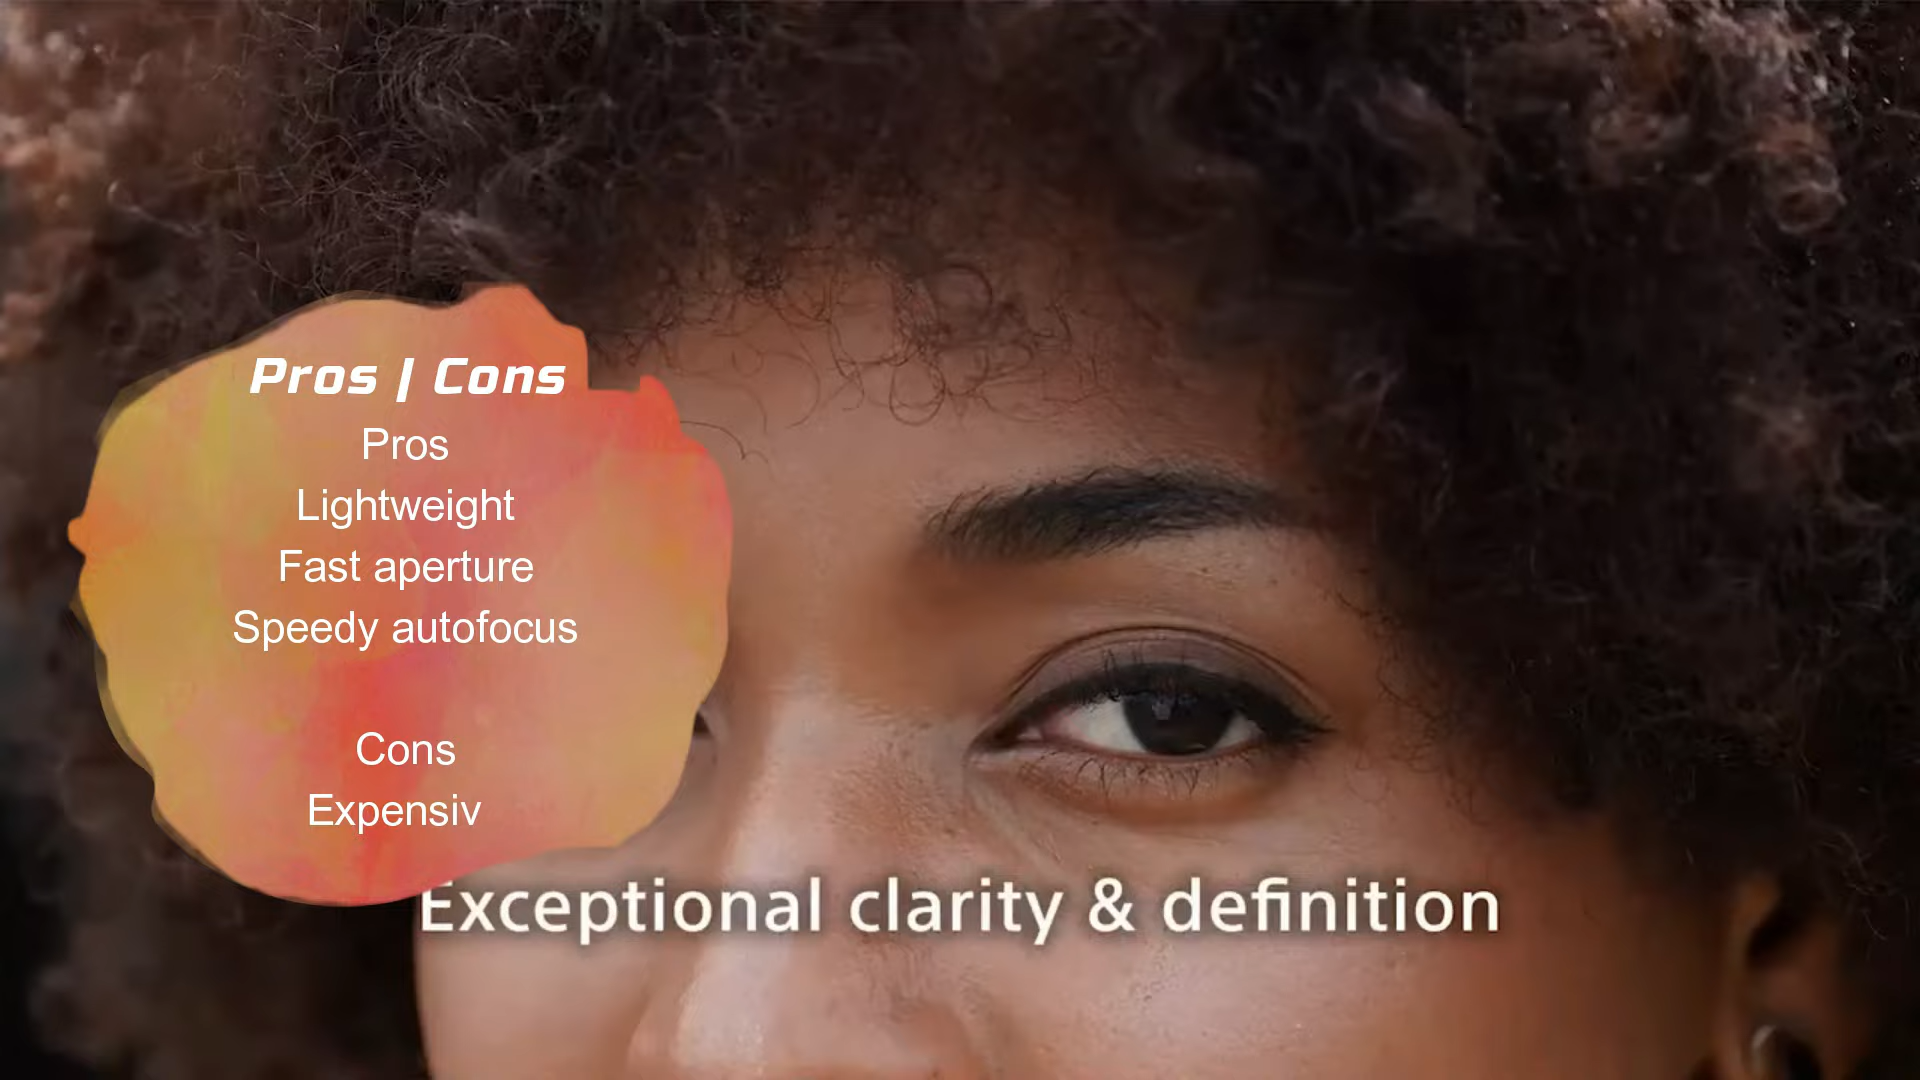 Pros | Cons
Pros
Lightweight
Fast aperture
Speedy autofocus
Cons
Expensiv
Exceptional clarity & definition